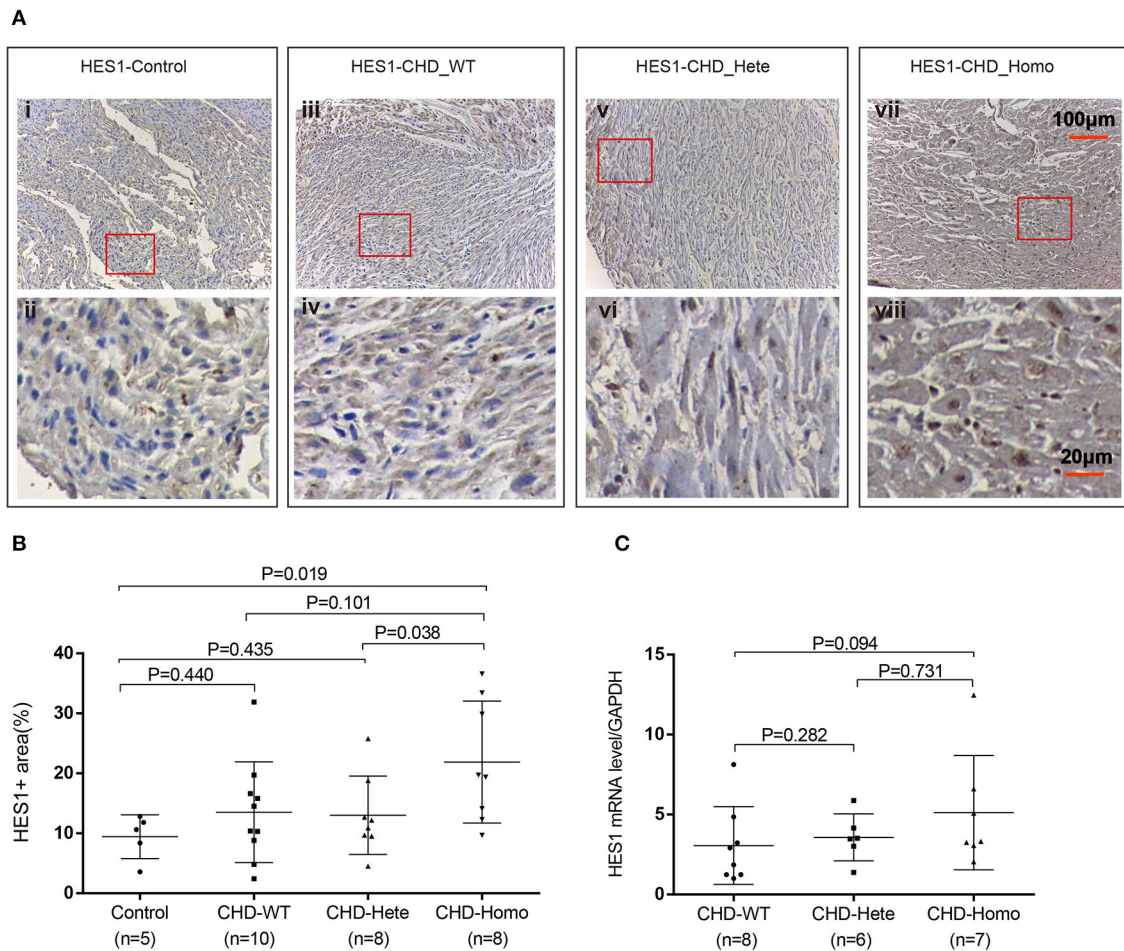 A
HES1-Control
HES1-CHD_WT
HES1-CHD_Hete
HES1-CHD_Homo
i
iii
v
vii
100μm
ii
iv
vi
viii
20μm
B
P=0.019
P=0.101
P=0.038
P=0.435
P=0.440
HES1+ area(%)
40
30
20
10
0
Control
CHD-WT
CHD-Hete
CHD-Homo
(n=5)
(n=10)
(n=8)
(n=8)
C
P=0.094
P=0.731
P=0.282
HES1 mRNA level/GAPDH
15
10
5
0
CHD-WT
CHD-Hete
CHD-Homo
(n=8)
(n=6)
(n=7)